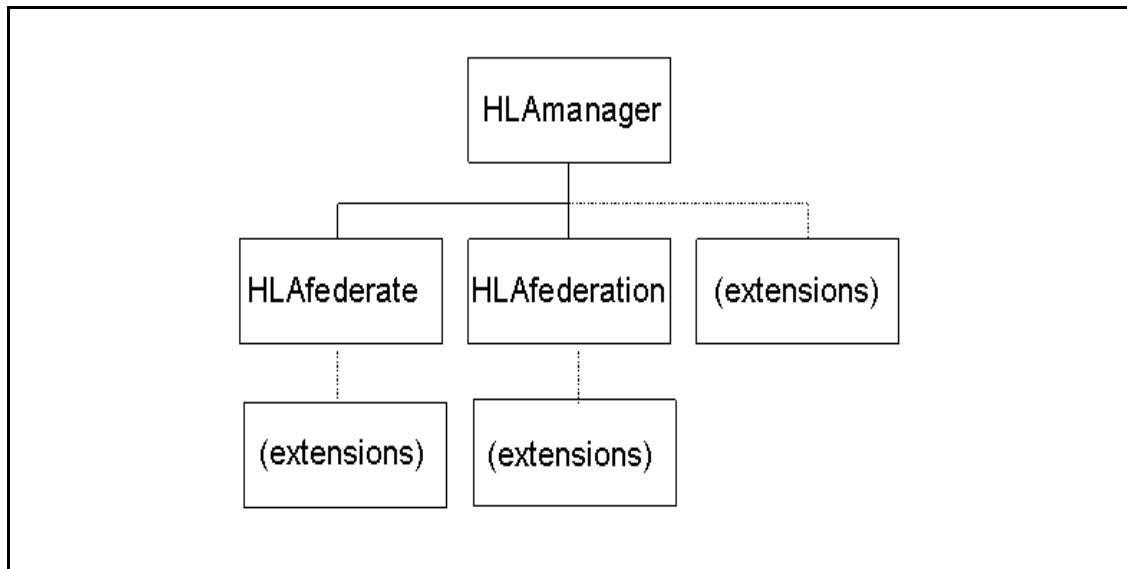 HLAmanager
HLAfederate
HLAfederation
(extensions)
(extensions)
(extensions)